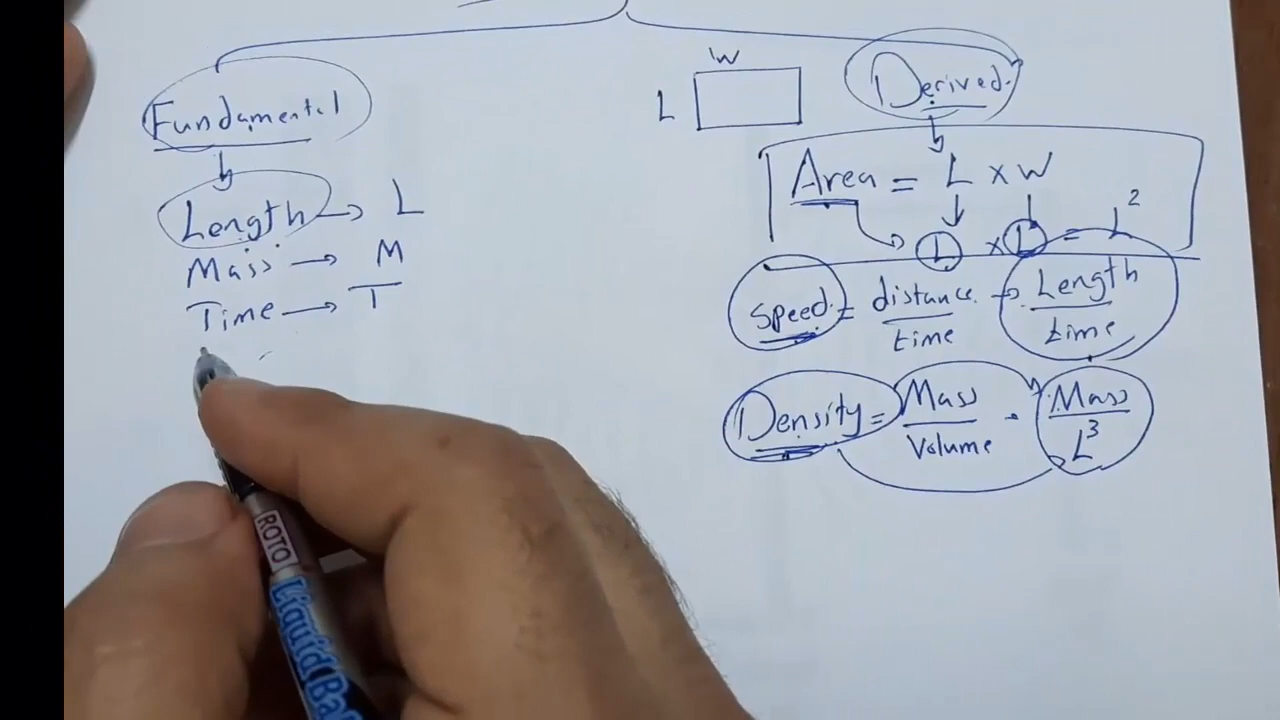 Fundamental
Length → L
Mass → M
Time → T
W
L
Derived.
Area = L × W
L × L = L²
Speed = distance / time → Length / time
Density = Mass / Volume = Mass / L³
ROTO
Liquid Ba